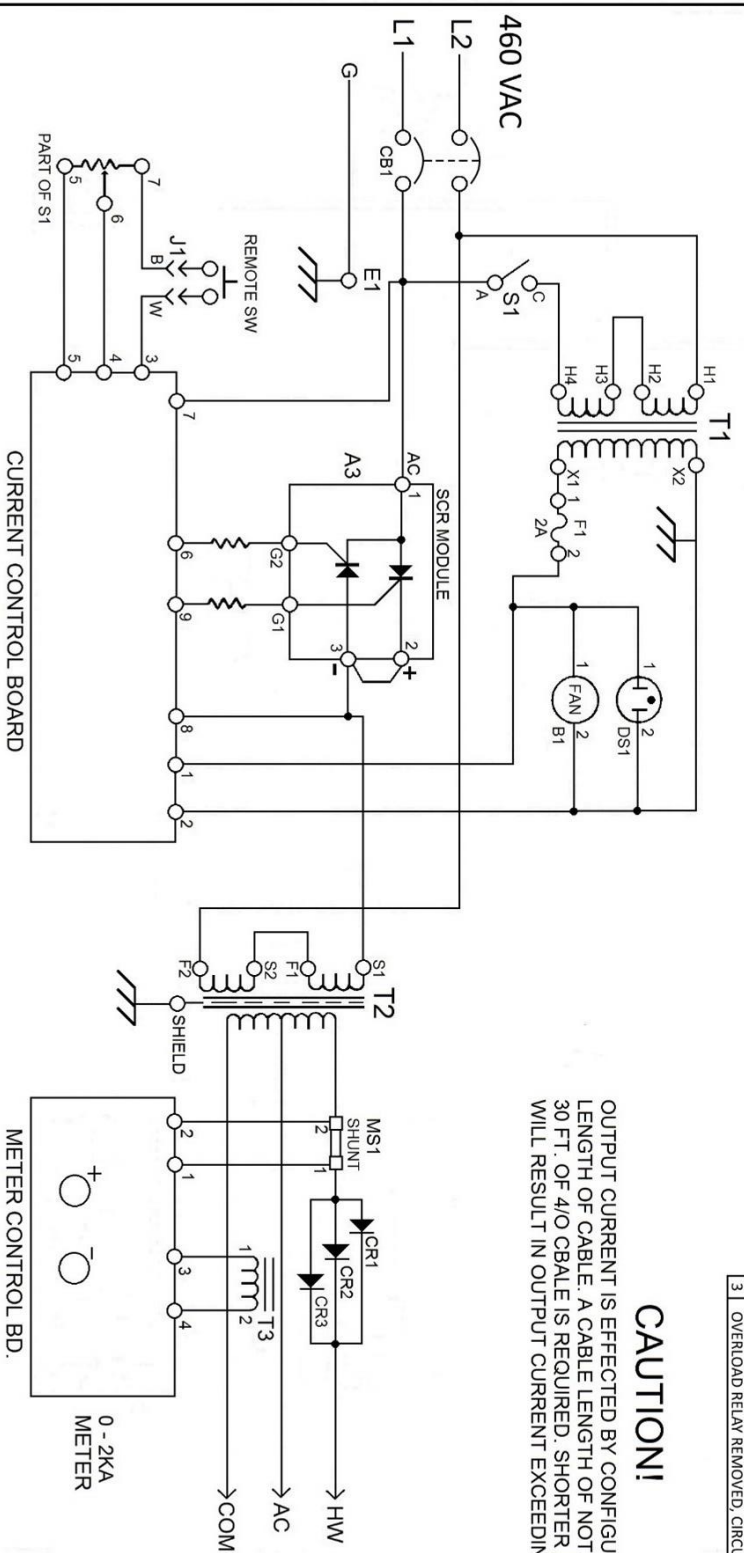 460 VAC
L2
L1
CB1
G
E1
S1
A
C
H1
H2
H3
H4
T1
X2
X1
1
F1
2
2A
1
DS1
2
1
FAN
2
B1
PART OF S1
5
6
7
J1
B
W
REMOTE SW
5
4
3
7
6
9
8
1
2
CURRENT CONTROL BOARD
A3
AC
1
SCR MODULE
G2
G1
3
2
-
+
T2
S1
F1
S2
F2
SHIELD
MS1
SHUNT
2
1
CR1
CR2
CR3
HW
AC
COM
1
2
T3
2
1
3
4
+
-
METER CONTROL BD.
0 - 2KA
METER
CAUTION!
OUTPUT CURRENT IS EFFECTED BY CONFIGU
LENGTH OF CABLE. A CABLE LENGTH OF NOT
30 FT. OF 4/O CBALE IS REQUIRED. SHORTER
WILL RESULT IN OUTPUT CURRENT EXCEEDIN
3 OVERLOAD RELAY REMOVED, CIRCU